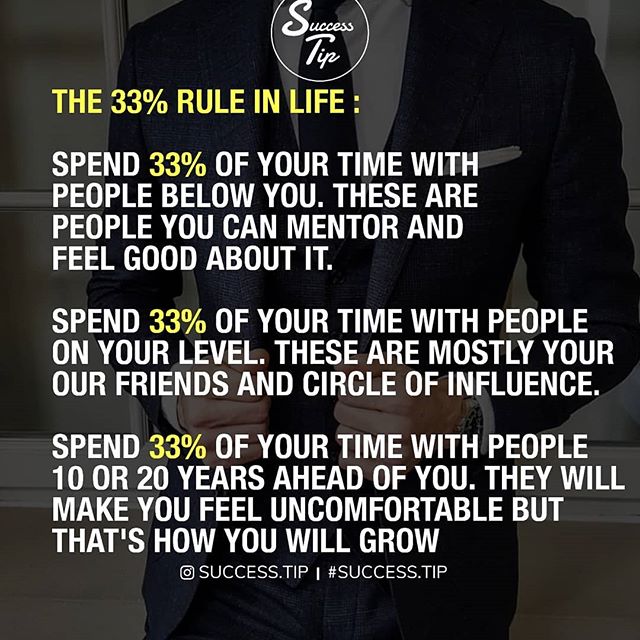 Success
Tip
THE 33% RULE IN LIFE :
SPEND 33% OF YOUR TIME WITH
PEOPLE BELOW YOU. THESE ARE
PEOPLE YOU CAN MENTOR AND
FEEL GOOD ABOUT IT.
SPEND 33% OF YOUR TIME WITH PEOPLE
ON YOUR LEVEL. THESE ARE MOSTLY YOUR
OUR FRIENDS AND CIRCLE OF INFLUENCE.
SPEND 33% OF YOUR TIME WITH PEOPLE
10 OR 20 YEARS AHEAD OF YOU. THEY WILL
MAKE YOU FEEL UNCOMFORTABLE BUT
THAT'S HOW YOU WILL GROW
SUCCESS.TIP | #SUCCESS.TIP